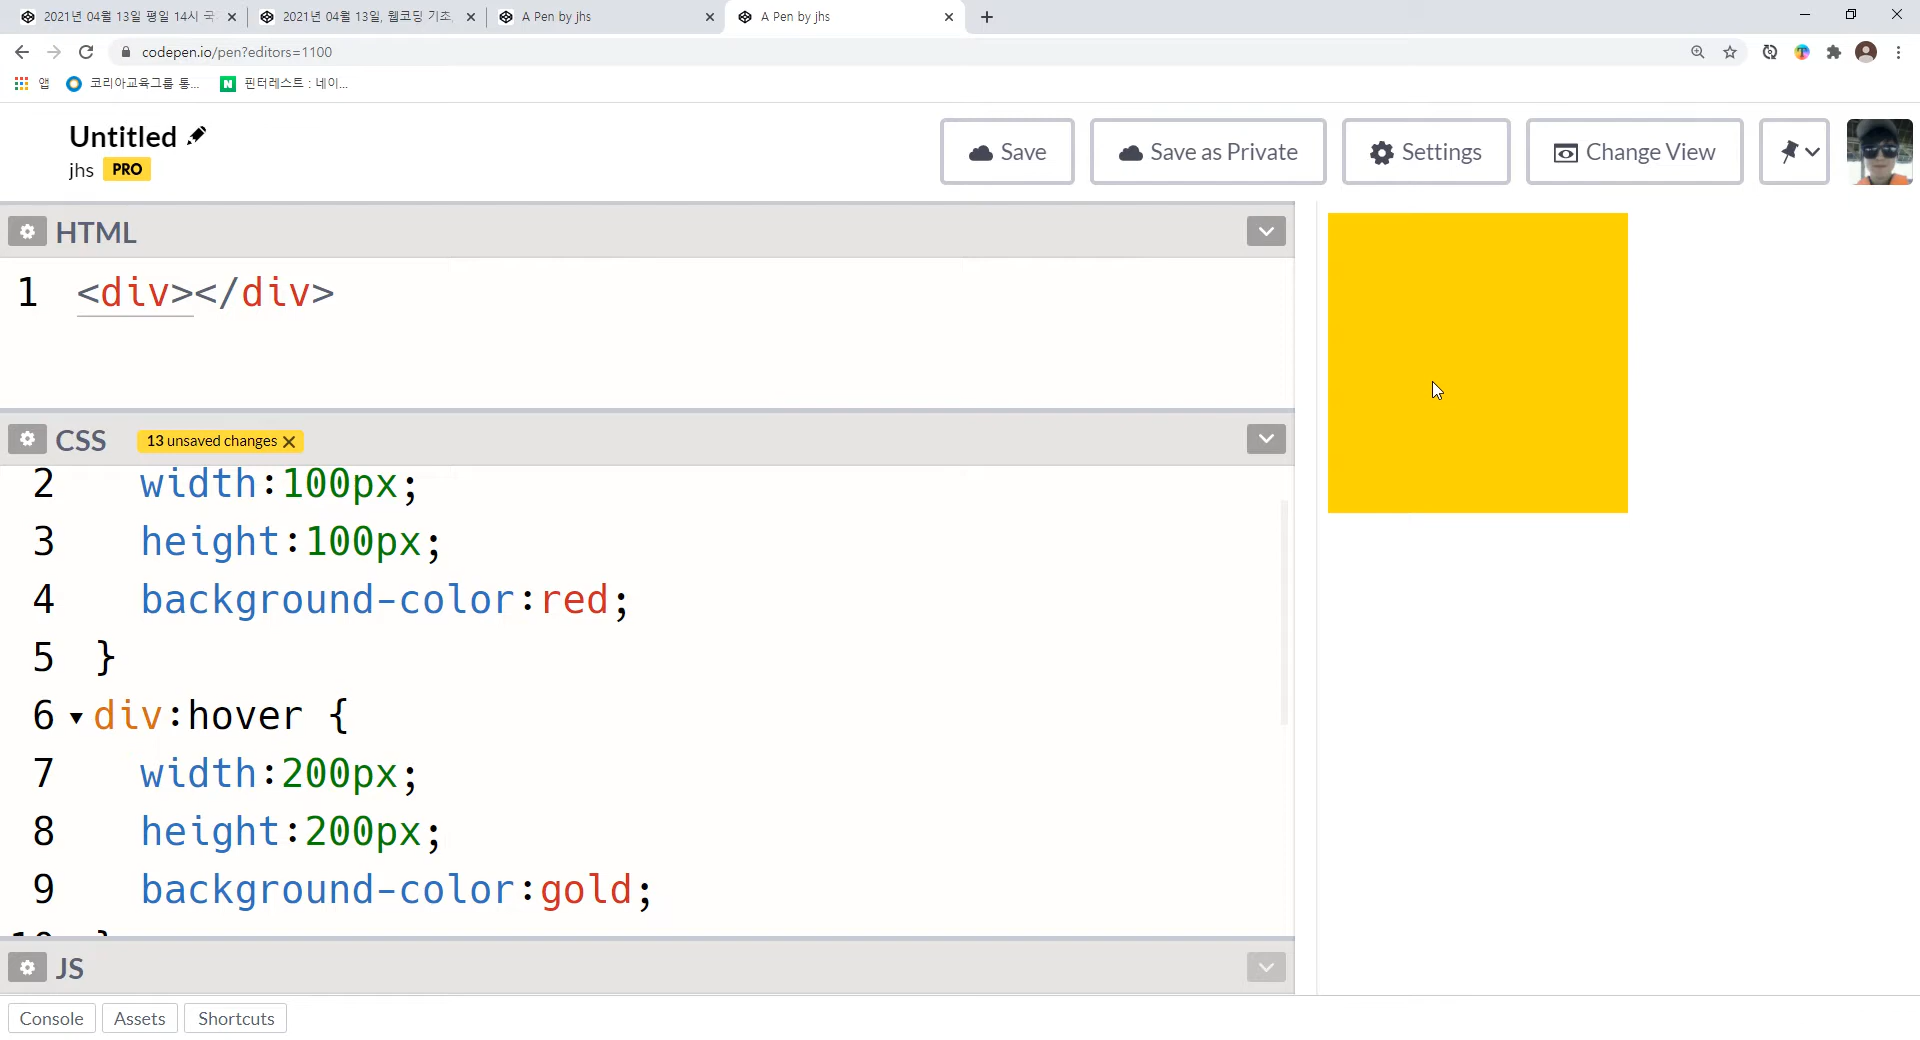 2021년 04월 13일 평일 14시 국
2021년 04월 13일, 웹코딩 기초,
A Pen by jhs
A Pen by jhs
codepen.io/pen?editors=1100
앱
코리아교육그룹 통...
핀터레스트 : 네이...
Untitled
jhs PRO
Save
Save as Private
Settings
Change View
HTML
1 <div></div>
CSS 13 unsaved changes
2 width:100px;
3 height:100px;
4 background-color:red;
5 }
6 div:hover {
7 width:200px;
8 height:200px;
9 background-color:gold;
JS
Console Assets Shortcuts